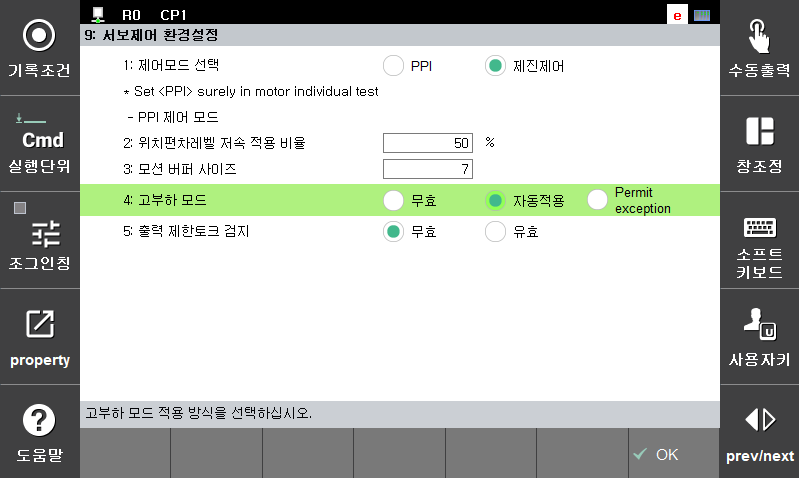 R0 CP1 e
9: 서보제어 환경설정
1: 제어모드 선택 PPI 제진제어
* Set <PPI> surely in motor individual test
- PPI 제어 모드
2: 위치편차레벨 저속 적용 비율 50 %
3: 모션 버퍼 사이즈 7
4: 고부하 모드 무효 자동적용 Permit
exception
5: 출력 제한토크 검지 무효 유효
고부하 모드 적용 방식을 선택하십시오.
OK
기록조건
Cmd
실행단위
조그인칭
property
도움말
수동출력
창조정
소프트
키보드
U
사용자키
prev/next